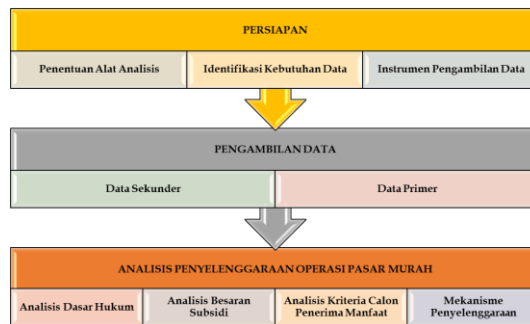 PERSIAPAN
Penentuan Alat Analisis
Identifikasi Kebutuhan Data
Instrumen Pengambilan Data
PENGAMBILAN DATA
Data Sekunder
Data Primer
ANALISIS PENYELENGGARAAN OPERASI PASAR MURAH
Analisis Dasar Hukum
Analisis Besaran
Subsidi
Analisis Kriteria Calon
Penerima Manfaat
Mekanisme
Penyelenggaraan